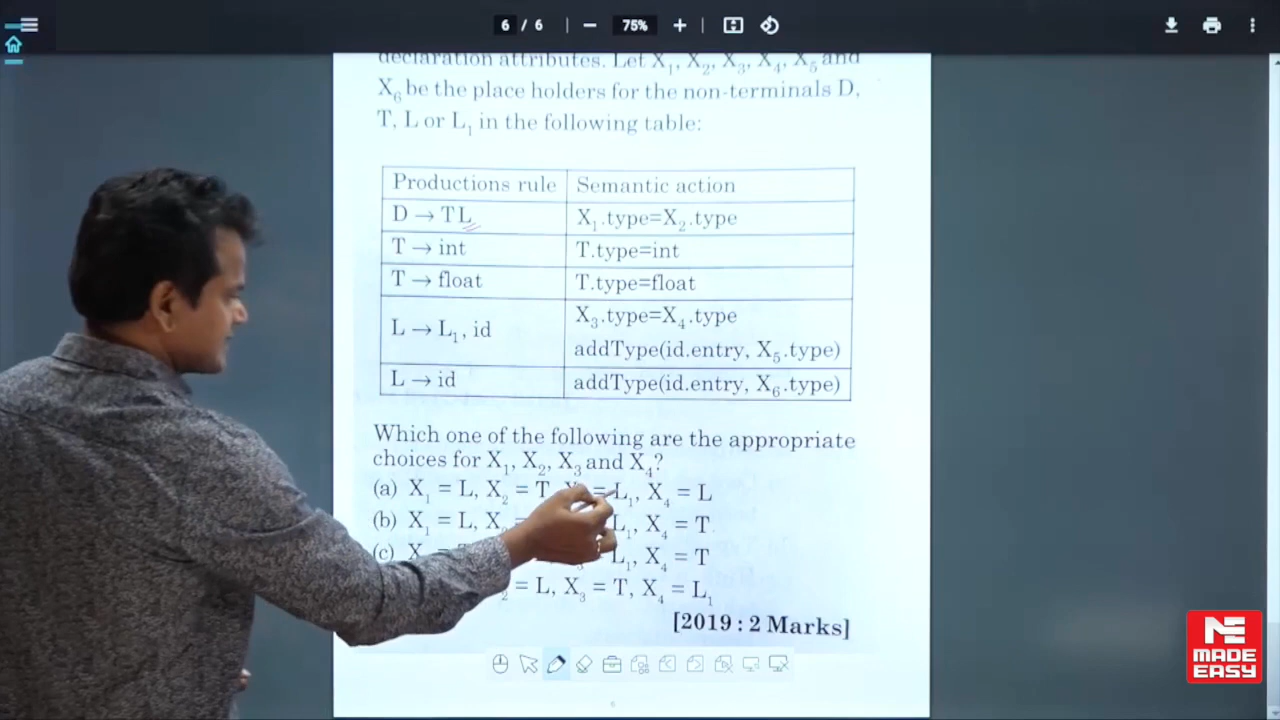 6 / 6
75%
declaration attributes. Let X₁, X₂, X₃, X₄, X₅ and
X₆ be the place holders for the non-terminals D,
T, L or L₁ in the following table:
Productions rule Semantic action
D → TL X₁.type=X₂.type
T → int T.type=int
T → float T.type=float
L → L₁, id X₃.type=X₄.type
addType(id.entry, X₅.type)
L → id addType(id.entry, X₆.type)
Which one of the following are the appropriate
choices for X₁, X₂, X₃ and X₄?
(a) X₁ = L, X₂ = T, = L₁, X₄ = L
(b) X₁ = L, L₁, X₄ = T
(c) L₁, X₄ = T
= L, X₃ = T, X₄ = L₁
[2019 : 2 Marks]
MADE
EASY